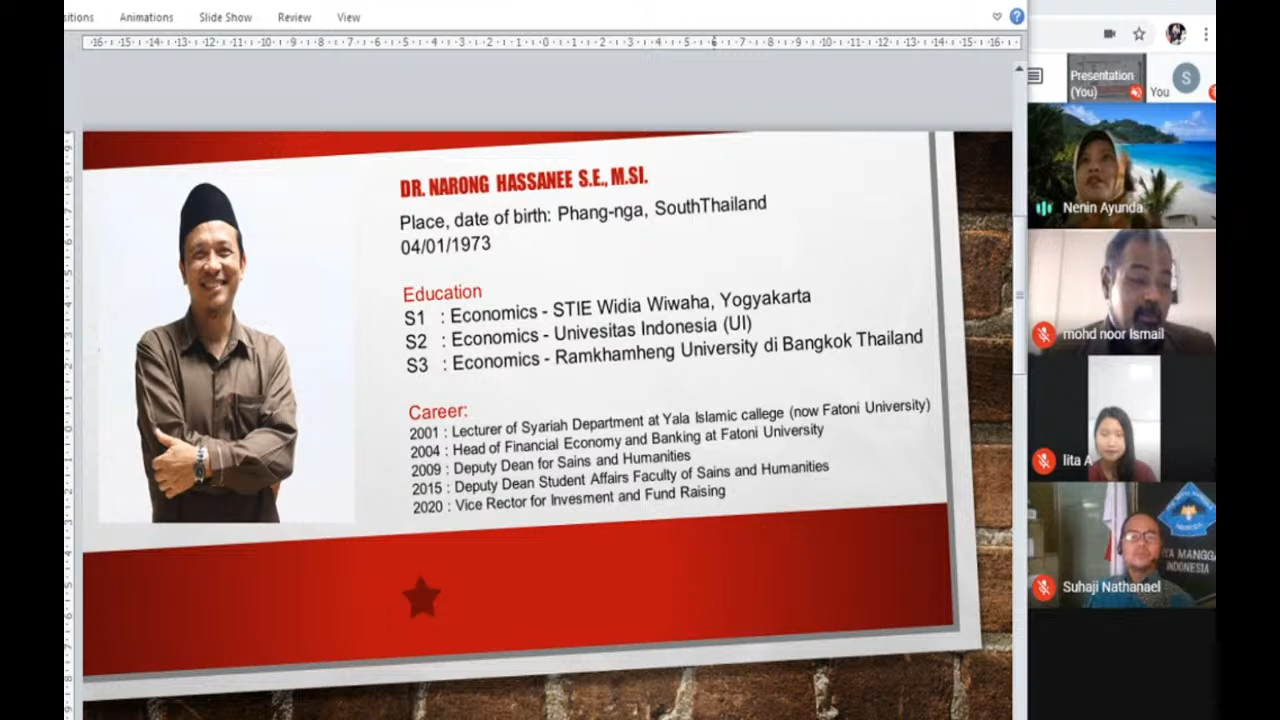 Animations
Slide Show
Review
View
Presentation
(You)
S
You
DR. NARONG HASSANEE S.E., M.SI.
Place, date of birth: Phang-nga, SouthThailand
04/01/1973
Education
S1 : Economics - STIE Widia Wiwaha, Yogyakarta
S2 : Economics - Univesitas Indonesia (UI)
S3 : Economics - Ramkhamheng University di Bangkok Thailand
Career:
2001 : Lecturer of Syariah Department at Yala Islamic callege (now Fatoni University)
2004 : Head of Financial Economy and Banking at Fatoni University
2009 : Deputy Dean for Sains and Humanities
2015 : Deputy Dean Student Affairs Faculty of Sains and Humanities
2020 : Vice Rector for Invesment and Fund Raising
Nenin Ayunda
mohd noor Ismail
lita A
YA MANGGA
INDONESIA
Suhaji Nathanael